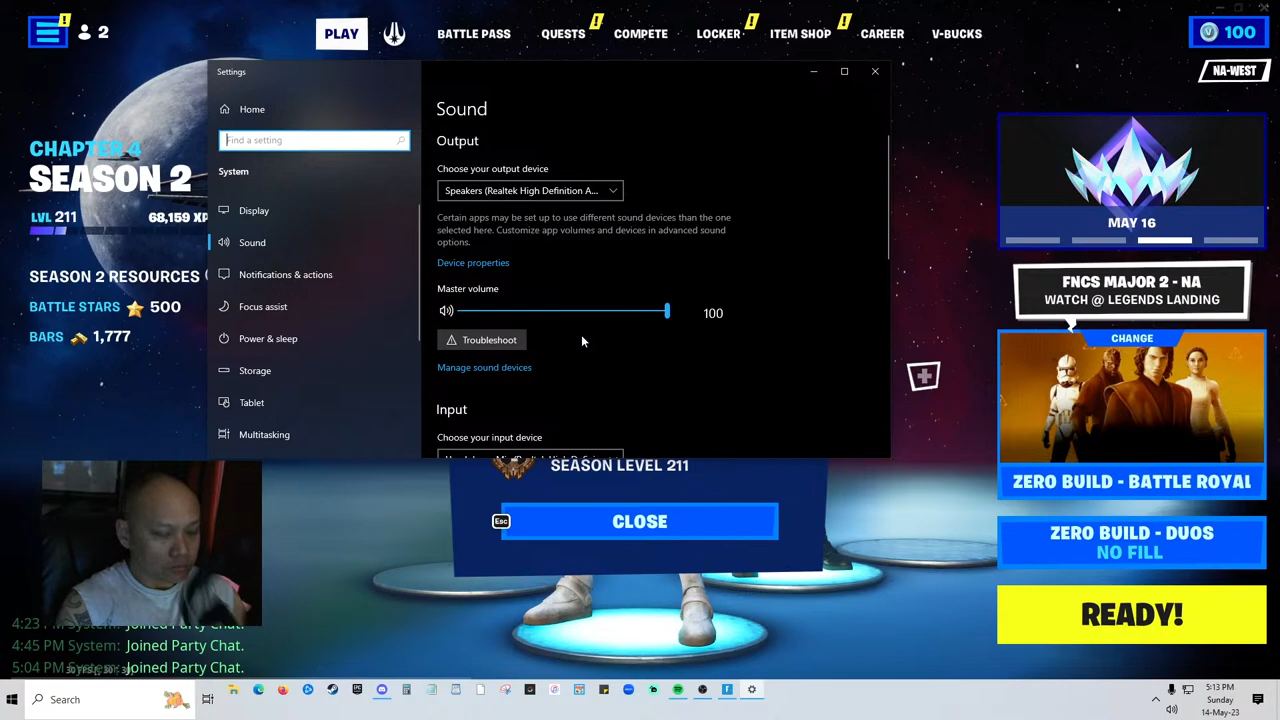 !
2
PLAY
BATTLE PASS
QUESTS
!
COMPETE
LOCKER
!
ITEM SHOP
!
CAREER
V-BUCKS
V 100
NA-WEST
CHAPTER 4
SEASON 2
LVL 211
68,159 XP
SEASON 2 RESOURCES
BATTLE STARS 500
BARS 1,777
Settings
Home
Find a setting
System
Display
Sound
Notifications & actions
Focus assist
Power & sleep
Storage
Tablet
Multitasking
Sound
Output
Choose your output device
Speakers (Realtek High Definition A...
Certain apps may be set up to use different sound devices than the one
selected here. Customize app volumes and devices in advanced sound
options.
Device properties
Master volume
100
Troubleshoot
Manage sound devices
Input
Choose your input device
MAY 16
FNCS MAJOR 2 - NA
WATCH @ LEGENDS LANDING
CHANGE
ZERO BUILD - BATTLE ROYAL
ZERO BUILD - DUOS
NO FILL
READY!
SEASON LEVEL 211
Esc
CLOSE
4:23 PM System: Joined Party Chat.
4:45 PM System: Joined Party Chat.
5:04 PM System: Joined Party Chat.
Search
5:13 PM
Sunday
14-May-23